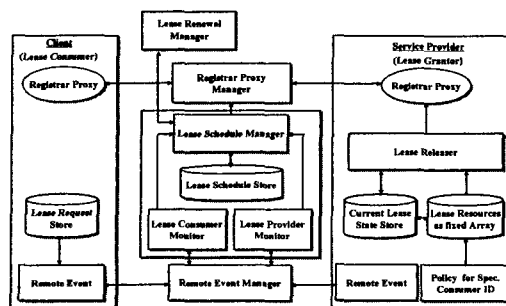 Client
(Lease Consumer)
Registrar Proxy
Lease Request
Store
Remote Event
Lease Renewal
Manager
Registrar Proxy
Manager
Lease Schedule Manager
Lease Schedule Store
Lease Consumer
Monitor
Lease Provider
Monitor
Remote Event Manager
Service Provider
(Lease Grantor)
Registrar Proxy
Lease Releaser
Current Lease
State Store
Lease Resources
as fixed Array
Remote Event
Policy for Spec.
Consumer ID